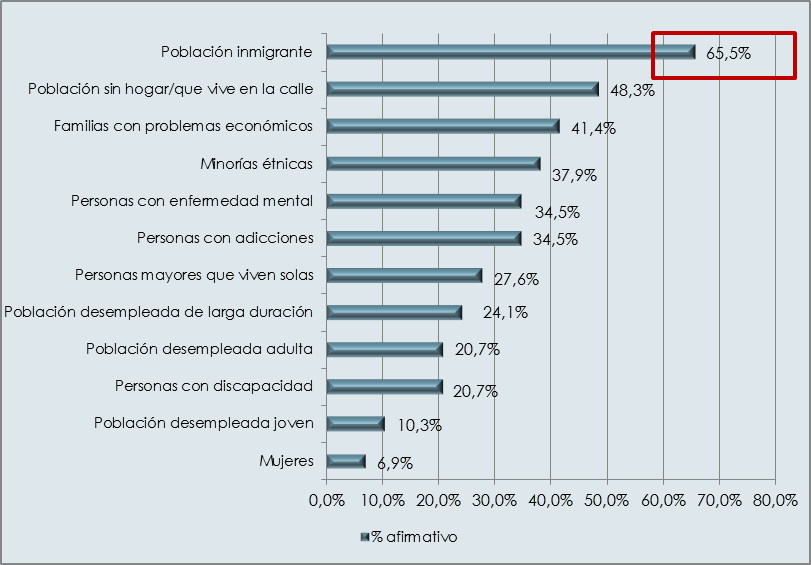 Población inmigrante 65,5%
Población sin hogar/que vive en la calle 48,3%
Familias con problemas económicos 41,4%
Minorías étnicas 37,9%
Personas con enfermedad mental 34,5%
Personas con adicciones 34,5%
Personas mayores que viven solas 27,6%
Población desempleada de larga duración 24,1%
Población desempleada adulta 20,7%
Personas con discapacidad 20,7%
Población desempleada joven 10,3%
Mujeres 6,9%
0,0% 10,0% 20,0% 30,0% 40,0% 50,0% 60,0% 70,0% 80,0%
% afirmativo